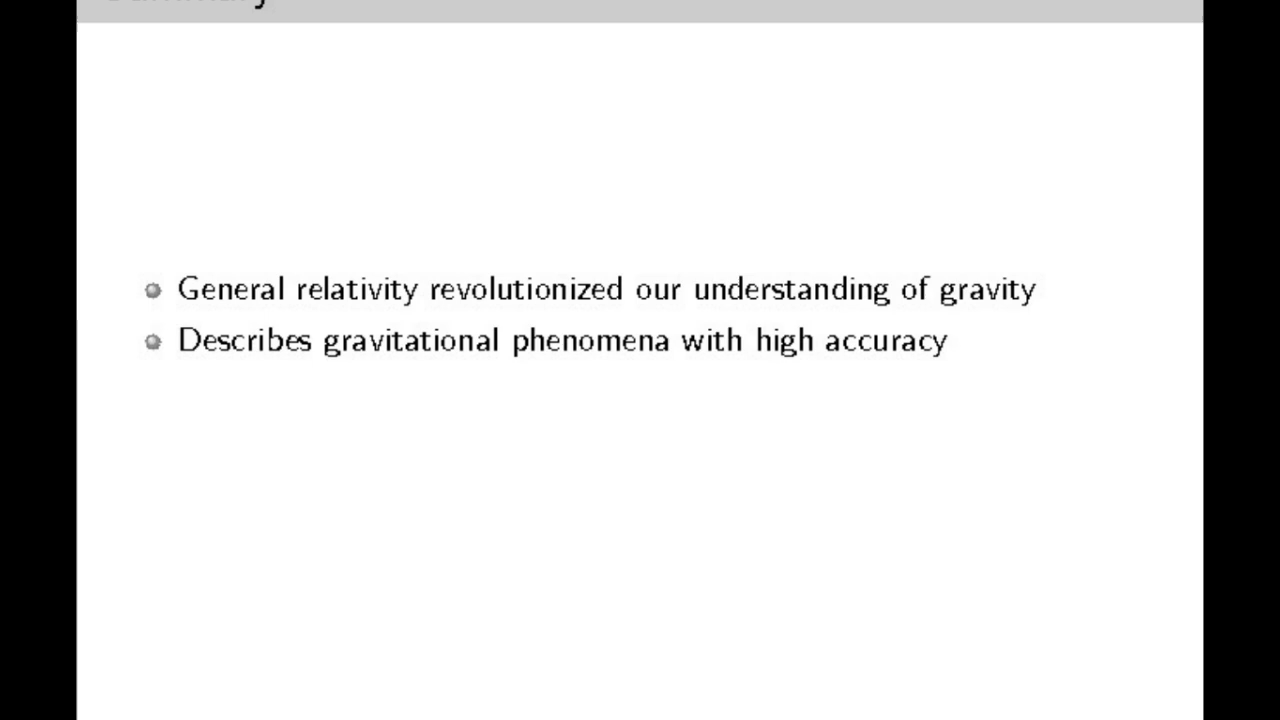 General relativity revolutionized our understanding of gravity
Describes gravitational phenomena with high accuracy